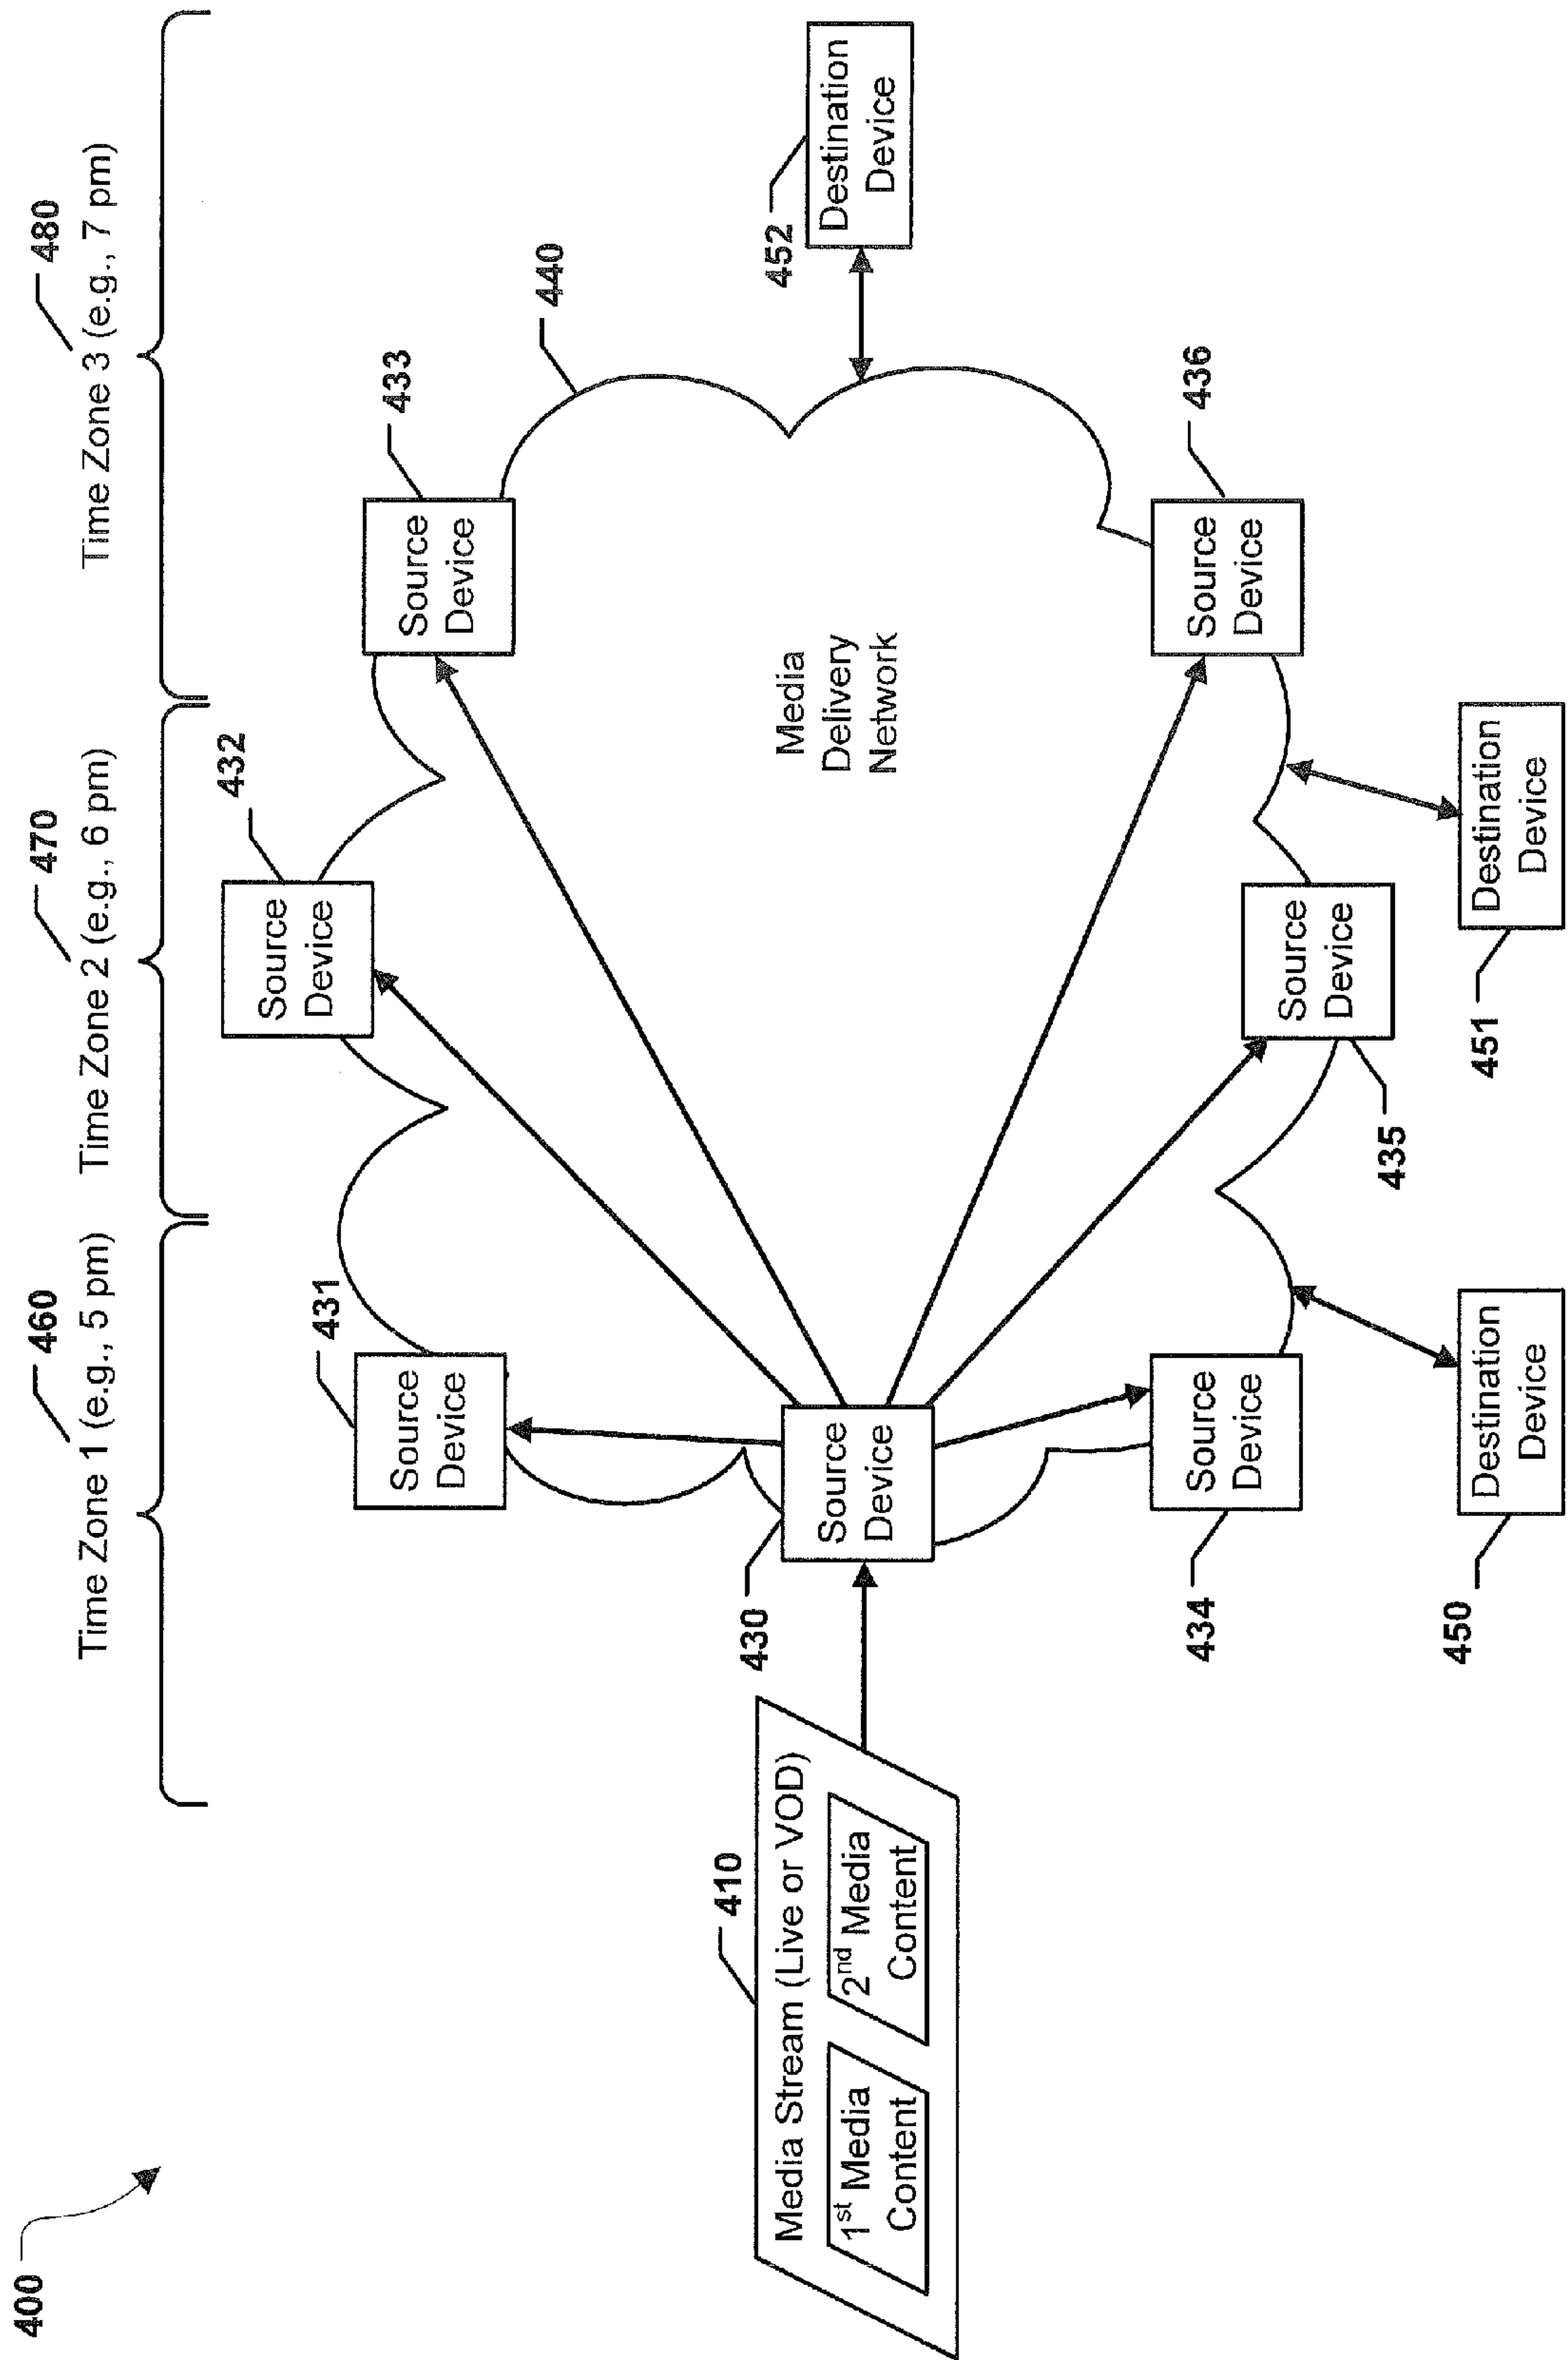 400
460
Time Zone 1 (e.g., 5 pm)
470
Time Zone 2 (e.g., 6 pm)
480
Time Zone 3 (e.g., 7 pm)
432
Source
Device
431
Source
Device
433
Source
Device
440
410
Media Stream (Live or VOD)
1st Media
Content
2nd Media
Content
430
Source
Device
Media
Delivery
Network
452
Destination
Device
434
Source
Device
435
Source
Device
436
Source
Device
450
Destination
Device
451
Destination
Device